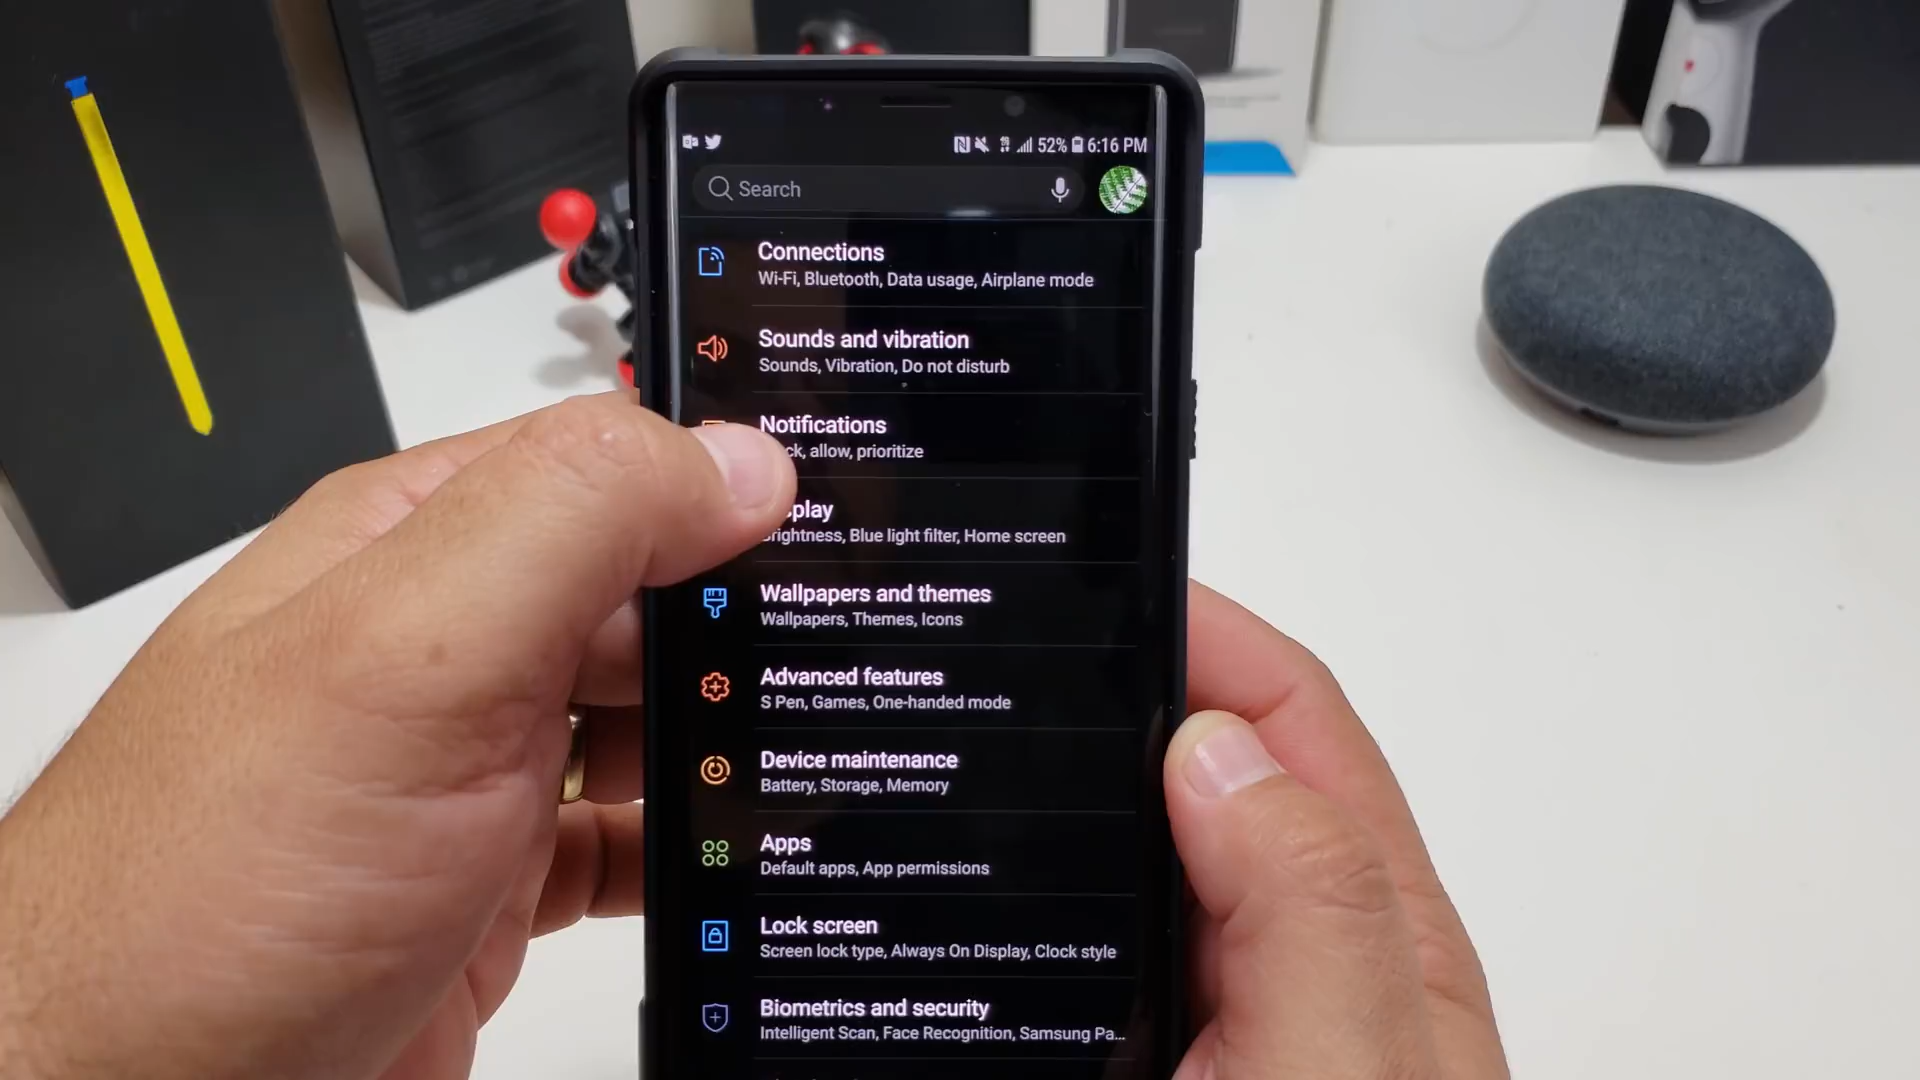 52% 6:16 PM
Search
Connections
Wi-Fi, Bluetooth, Data usage, Airplane mode
Sounds and vibration
Sounds, Vibration, Do not disturb
Notifications
ck, allow, prioritize
splay
Brightness, Blue light filter, Home screen
Wallpapers and themes
Wallpapers, Themes, Icons
Advanced features
S Pen, Games, One-handed mode
Device maintenance
Battery, Storage, Memory
Apps
Default apps, App permissions
Lock screen
Screen lock type, Always On Display, Clock style
Biometrics and security
Intelligent Scan, Face Recognition, Samsung Pa...